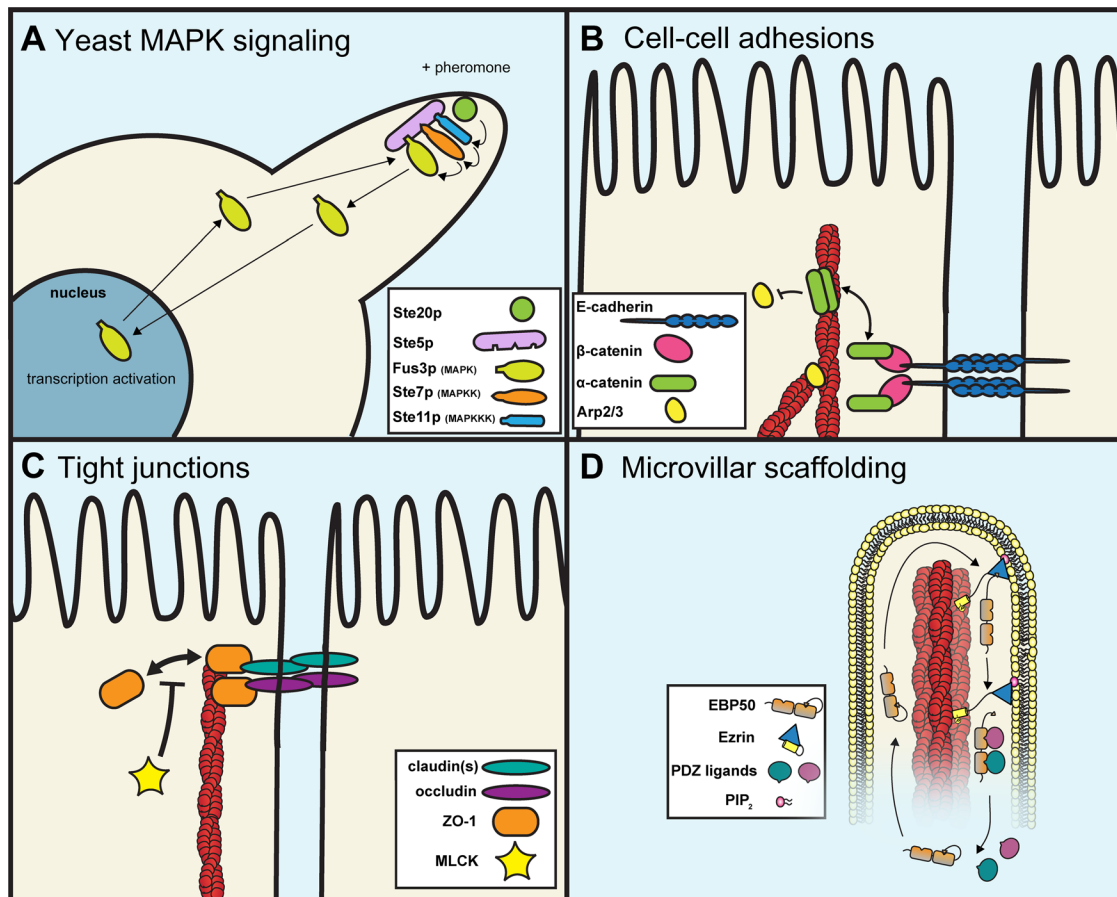 A Yeast MAPK signaling
+ pheromone
nucleus
transcription activation
Ste20p
Ste5p
Fus3p (MAPK)
Ste7p (MAPKK)
Ste11p (MAPKKK)
B Cell-cell adhesions
E-cadherin
β-catenin
α-catenin
Arp2/3
C Tight junctions
claudin(s)
occludin
ZO-1
MLCK
D Microvillar scaffolding
EBP50
Ezrin
PDZ ligands
PIP₂